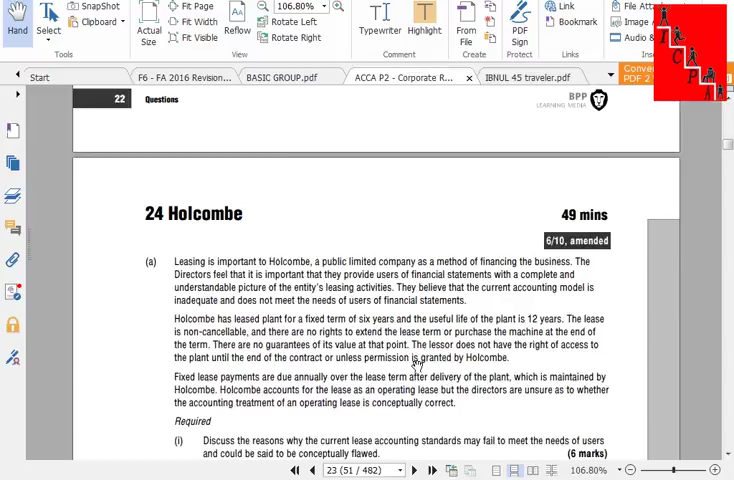 Hand
Select
SnapShot
Clipboard
Actual Size
Fit Page
Fit Width
Fit Visible
106.80%
Reflow
Rotate Left
Rotate Right
Typewriter
Highlight
From File
PDF Sign
Link
Bookmark
File Attac
Image
Audio &
Tools
View
Comment
Create
Protect
Links
T C P A
Start
F6 - FA 2016 Revision...
BASIC GROUP.pdf
ACCA P2 - Corporate R...
IBNUL 45 traveler.pdf
Conver
PDF 2
22 Questions
BPP
LEARNING MEDIA
24 Holcombe 49 mins
6/10, amended
(a) Leasing is important to Holcombe, a public limited company as a method of financing the business. The
Directors feel that it is important that they provide users of financial statements with a complete and
understandable picture of the entity's leasing activities. They believe that the current accounting model is
inadequate and does not meet the needs of users of financial statements.
Holcombe has leased plant for a fixed term of six years and the useful life of the plant is 12 years. The lease
is non-cancellable, and there are no rights to extend the lease term or purchase the machine at the end of
the term. There are no guarantees of its value at that point. The lessor does not have the right of access to
the plant until the end of the contract or unless permission is granted by Holcombe.
Fixed lease payments are due annually over the lease term after delivery of the plant, which is maintained by
Holcombe. Holcombe accounts for the lease as an operating lease but the directors are unsure as to whether
the accounting treatment of an operating lease is conceptually correct.
Required
(i) Discuss the reasons why the current lease accounting standards may fail to meet the needs of users
and could be said to be conceptually flawed. (6 marks)
23 (51 / 482)
106.80%